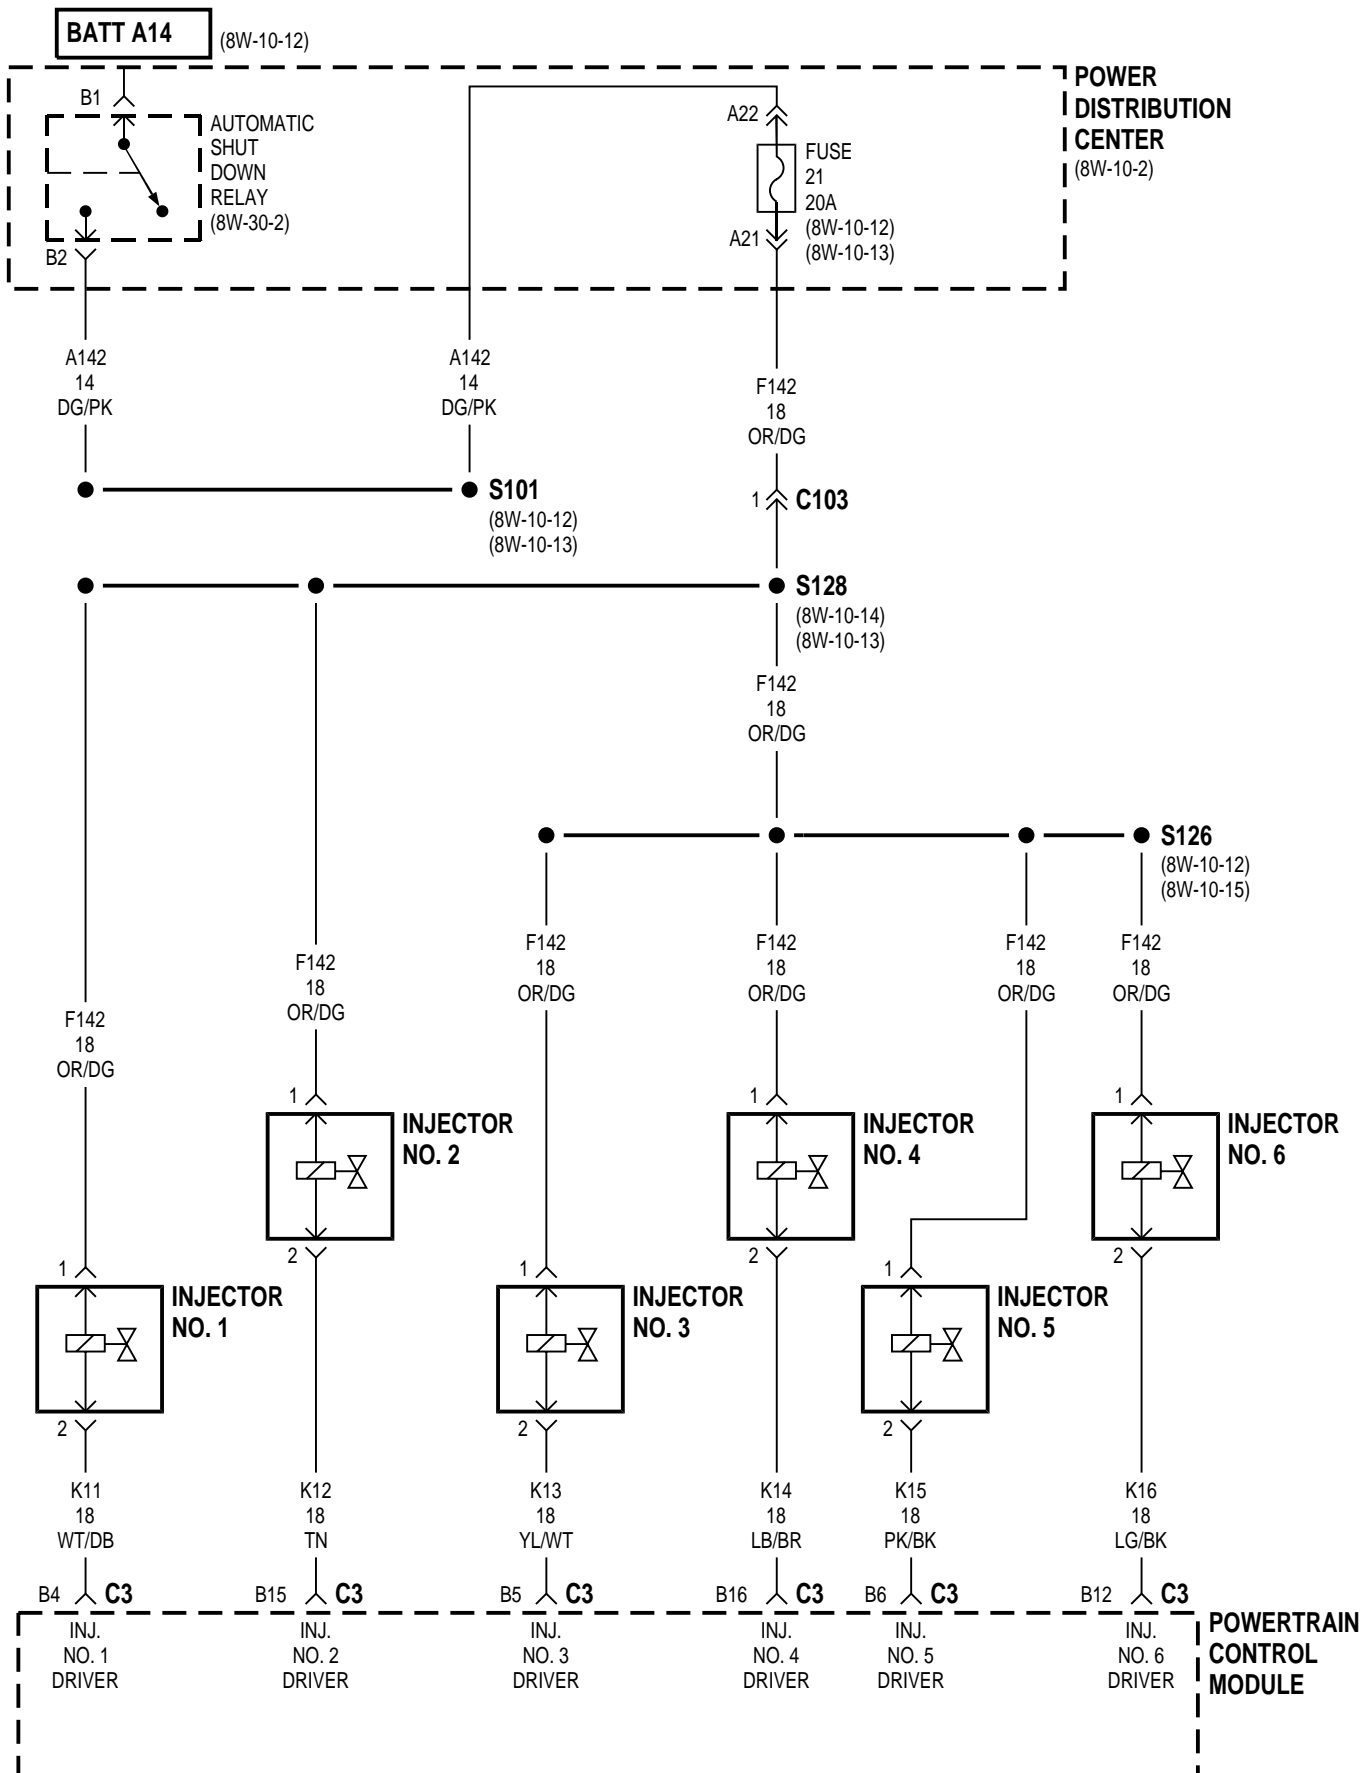 BATT A14
(8W-10-12)
POWER
DISTRIBUTION
CENTER
(8W-10-2)
B1
AUTOMATIC
SHUT
DOWN
RELAY
(8W-30-2)
B2
A22
FUSE
21
20A
(8W-10-12)
(8W-10-13)
A21
A142
14
DG/PK
A142
14
DG/PK
F142
18
OR/DG
S101
(8W-10-12)
(8W-10-13)
1
C103
S128
(8W-10-14)
(8W-10-13)
F142
18
OR/DG
S126
(8W-10-12)
(8W-10-15)
F142
18
OR/DG
F142
18
OR/DG
F142
18
OR/DG
F142
18
OR/DG
F142
18
OR/DG
F142
18
OR/DG
1
INJECTOR
NO. 2
2
1
INJECTOR
NO. 4
2
1
INJECTOR
NO. 6
2
1
INJECTOR
NO. 1
2
1
INJECTOR
NO. 3
2
1
INJECTOR
NO. 5
2
K11
18
WT/DB
K12
18
TN
K13
18
YL/WT
K14
18
LB/BR
K15
18
PK/BK
K16
18
LG/BK
B4 C3
B15 C3
B5 C3
B16 C3
B6 C3
B12 C3
INJ.
NO. 1
DRIVER
INJ.
NO. 2
DRIVER
INJ.
NO. 3
DRIVER
INJ.
NO. 4
DRIVER
INJ.
NO. 5
DRIVER
INJ.
NO. 6
DRIVER
POWERTRAIN
CONTROL
MODULE